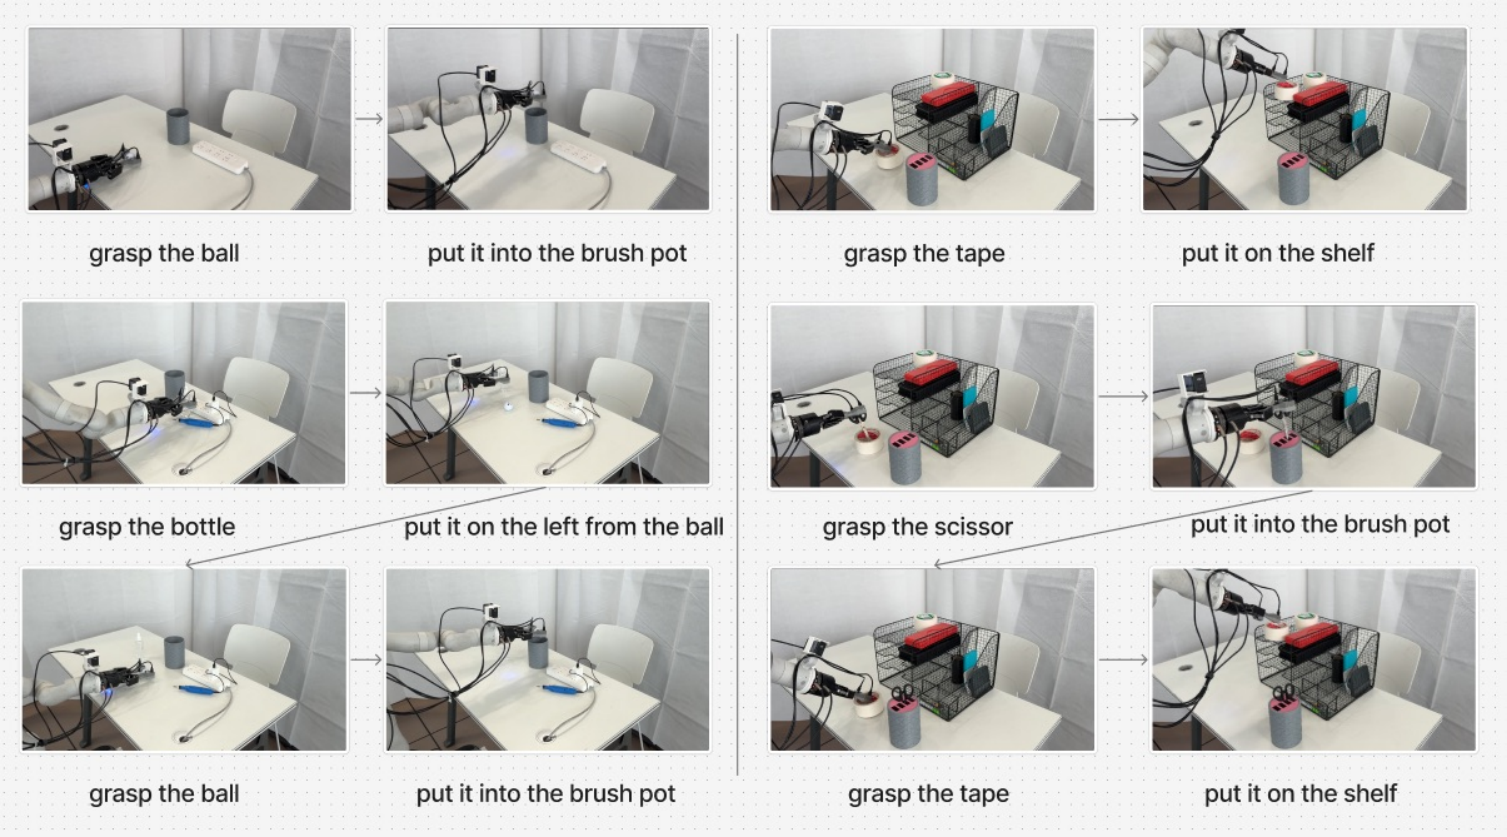 grasp the ball
put it into the brush pot
grasp the tape
put it on the shelf
grasp the bottle
put it on the left from the ball
grasp the scissor
put it into the brush pot
grasp the ball
put it into the brush pot
grasp the tape
put it on the shelf